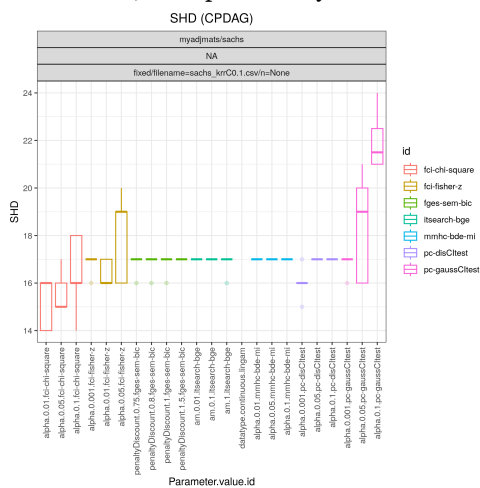 SHD (CPDAG)
myadjmats/sachs
NA
fixed/filename=sachs_krrC0.1.csv/n=None
24
22
20
18
16
14
SHD
alpha.0.01.fci-chi-square
alpha.0.05.fci-chi-square
alpha.0.1.fci-chi-square
alpha.0.001.fci-fisher-z
alpha.0.01.fci-fisher-z
alpha.0.05.fci-fisher-z
penaltyDiscount.0.75.fges-sem-bic
penaltyDiscount.0.8.fges-sem-bic
penaltyDiscount.1.fges-sem-bic
penaltyDiscount.1.5.fges-sem-bic
am.0.01.itsearch-bge
am.0.1.itsearch-bge
am.1.itsearch-bge
datatype.continuous.lingam
alpha.0.01.mmhc-bde-mi
alpha.0.05.mmhc-bde-mi
alpha.0.1.mmhc-bde-mi
alpha.0.001.pc-disCItest
alpha.0.05.pc-disCItest
alpha.0.1.pc-disCItest
alpha.0.001.pc-gaussCItest
alpha.0.05.pc-gaussCItest
alpha.0.1.pc-gaussCItest
Parameter.value.id
id
fci-chi-square
fci-fisher-z
fges-sem-bic
itsearch-bge
mmhc-bde-mi
pc-disCItest
pc-gaussCItest